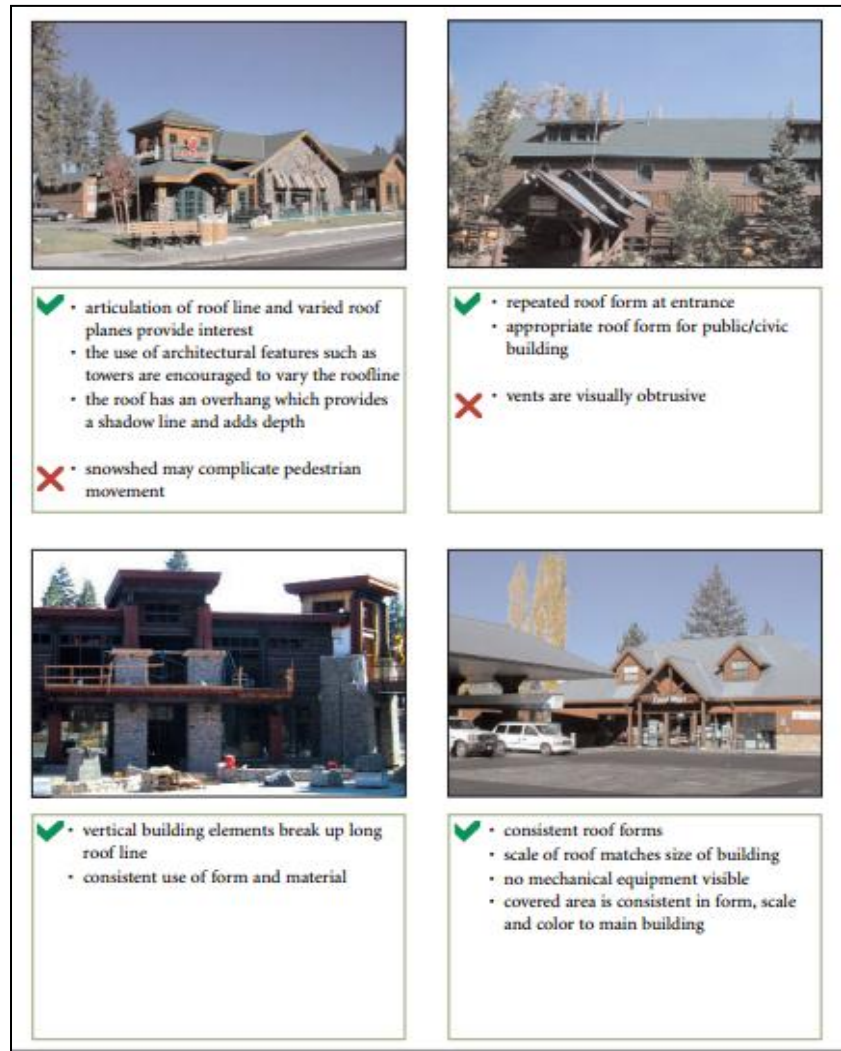 • articulation of roof line and varied roof
planes provide interest
• the use of architectural features such as
towers are encouraged to vary the roofline
• the roof has an overhang which provides
a shadow line and adds depth
• snowshed may complicate pedestrian
movement
• repeated roof form at entrance
• appropriate roof form for public/civic
building
• vents are visually obtrusive
• vertical building elements break up long
roof line
• consistent use of form and material
• consistent roof forms
• scale of roof matches size of building
• no mechanical equipment visible
• covered area is consistent in form, scale
and color to main building